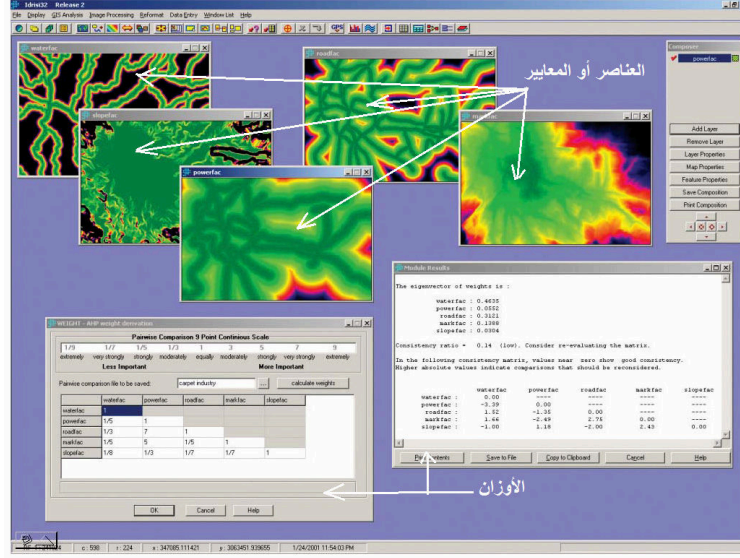 Idrisi32 Release 2
File Display GIS Analysis Image Processing Reformat Data Entry Window List Help
waterfac
roadfac
العناصر أو المعايير
Composer
powerfac
slopefac
markfac
powerfac
Add Layer
Remove Layer
Layer Properties
Map Properties
Feature Properties
Save Composition
Print Composition
Module Results
The eigenvector of weights is :
waterfac : 0.4635
powerfac : 0.0552
roadfac : 0.3121
markfac : 0.1388
slopefac : 0.0304
Consistency ratio = 0.14 (low). Consider re-evaluating the matrix.
In the following consistency matrix, values near zero show good consistency.
Higher absolute values indicate comparisons that should be reconsidered.
waterfac powerfac roadfac markfac slopefac
waterfac : 0.00 ---- ---- ---- ----
powerfac : -3.39 0.00 ---- ---- ----
roadfac : 1.52 -1.35 0.00 ---- ----
markfac : 1.66 -2.49 2.75 0.00 ----
slopefac : -1.00 1.18 -2.00 2.43 0.00
Save to File Copy to Clipboard Cancel Help
WEIGHT - AHP weight derivation
Pairwise Comparison 9 Point Continious Scale
1/9 1/7 1/5 1/3 1 3 5 7 9
extremely very strongly strongly moderately equally moderately strongly very strongly extremely
Less Important More Important
Pairwise comparison file to be saved: carpet industry ... calculate weights
waterfac powerfac roadfac markfac slopefac
waterfac 1
powerfac 1/5 1
roadfac 1/3 7 1
markfac 1/5 5 1/5 1
slopefac 1/8 1/3 1/7 1/7 1
الأوزان
OK Cancel Help
c : 590 r : 224 x : 347085.111421 y : 3063451.939655 1/24/2001 11:54:03 PM